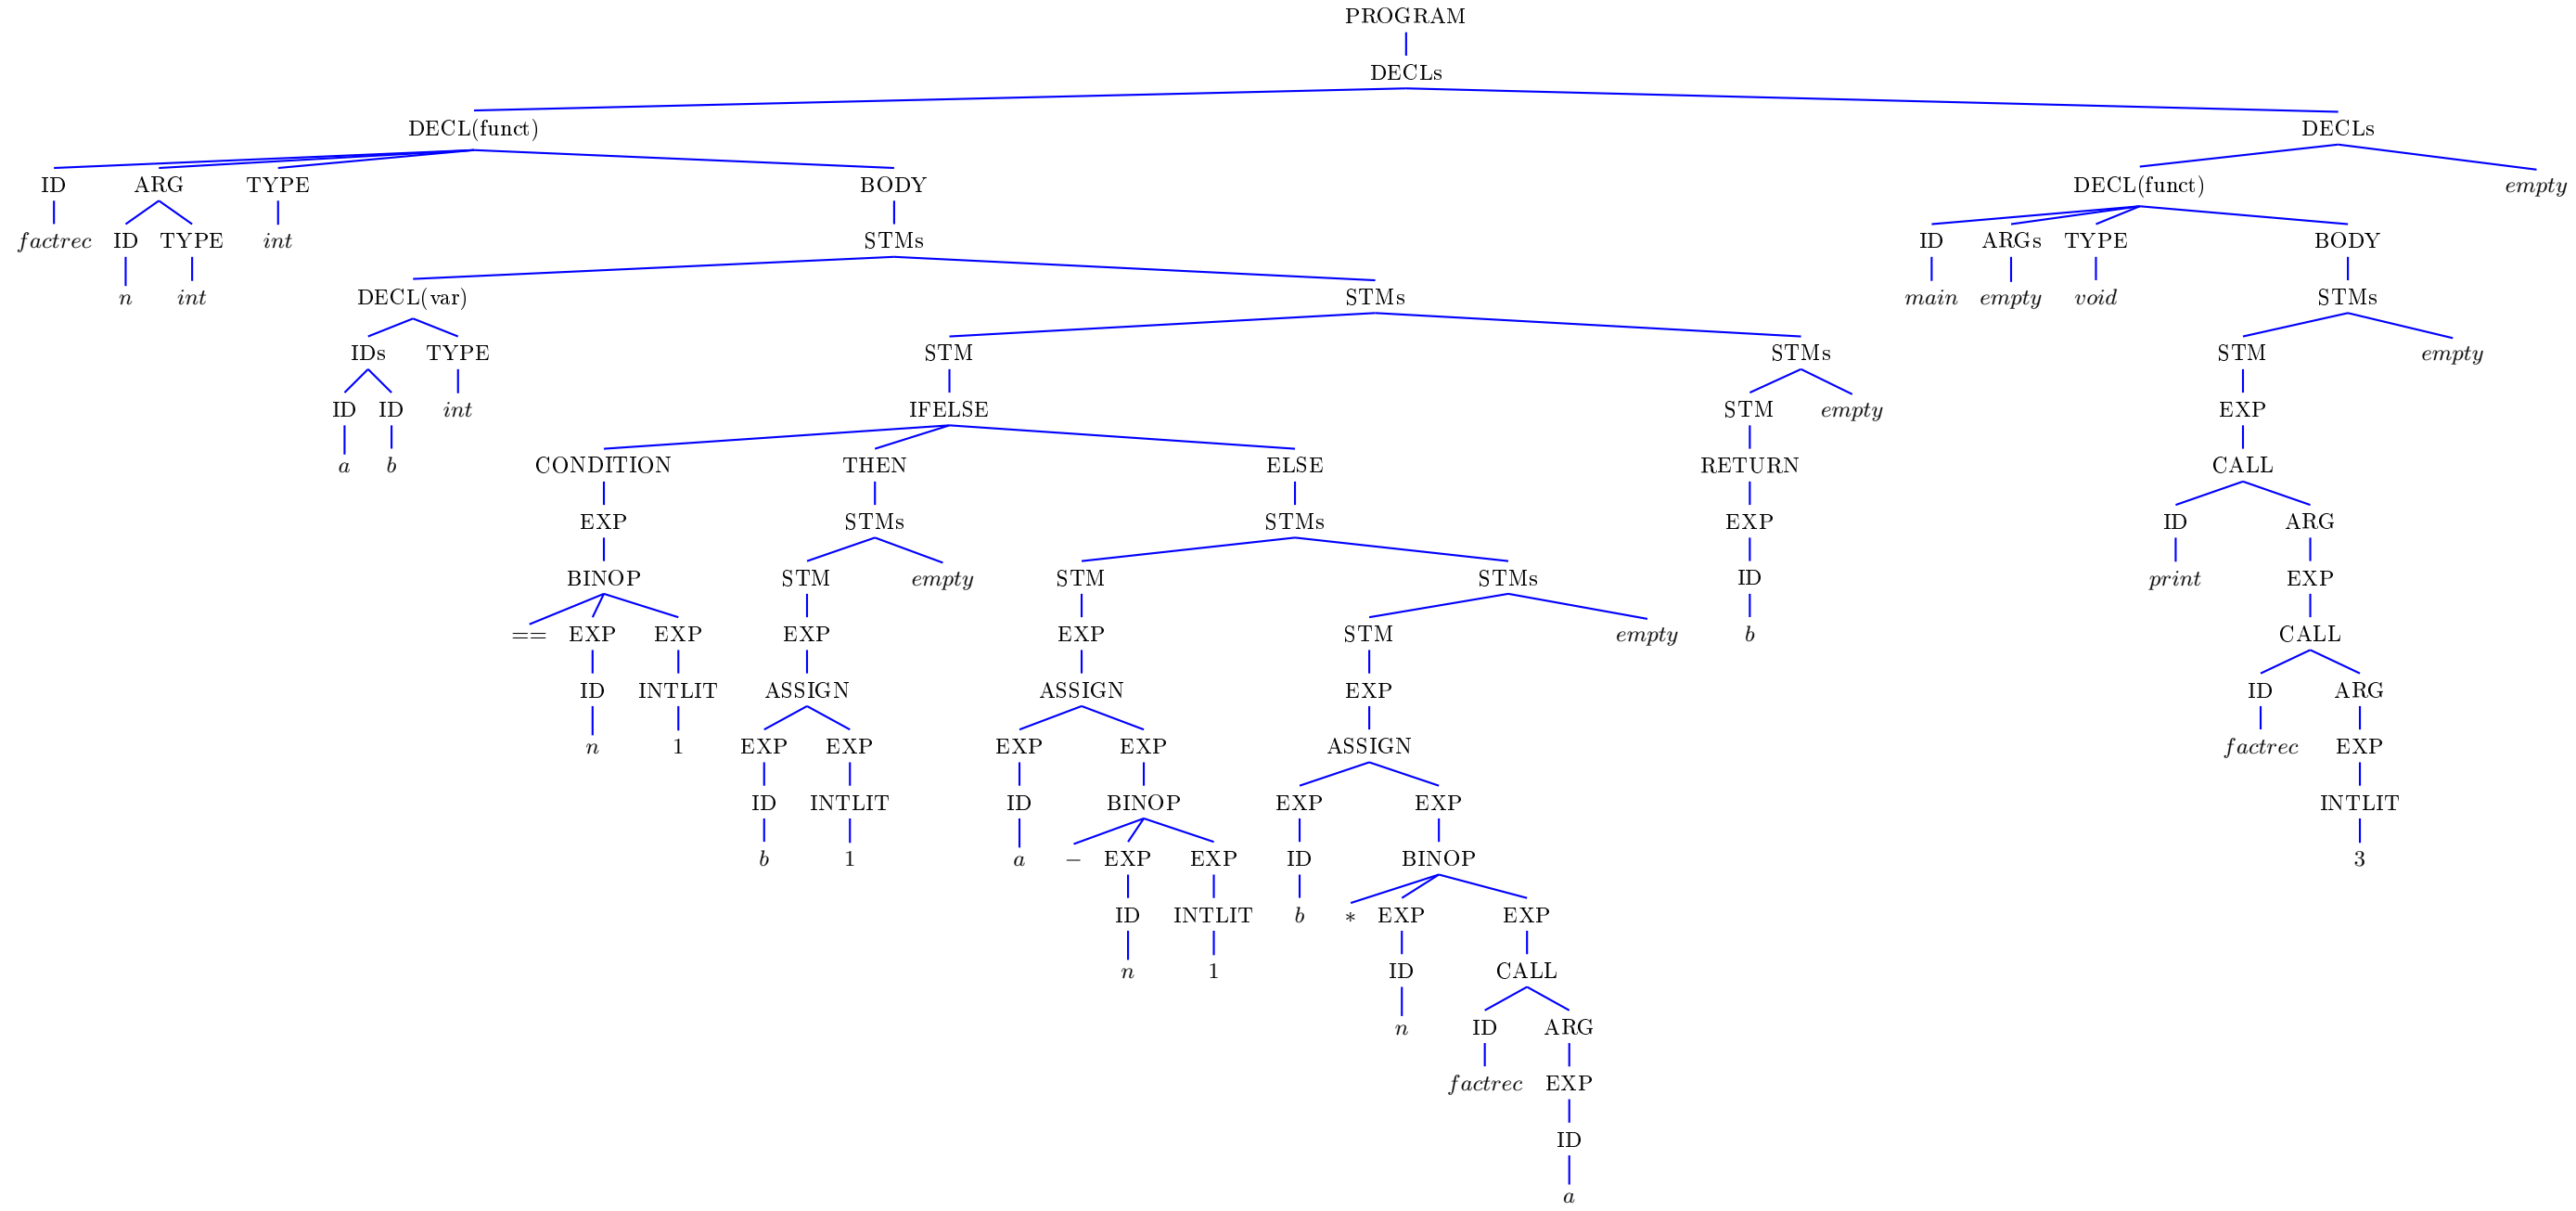 PROGRAM
DECLs
DECL(funct) DECLs
ID ARG TYPE BODY DECL(funct) empty
factrec ID TYPE int STMs ID ARGs TYPE BODY
n int DECL(var) STMs main empty void STMs
IDs TYPE STM STMs STM empty
ID ID int IFELSE STM empty EXP
a b CONDITION THEN ELSE RETURN CALL
EXP STMs STMs EXP ID ARG
BINOP STM empty STM STMs ID print EXP
== EXP EXP EXP EXP STM empty b CALL
ID INTLIT ASSIGN ASSIGN EXP ID ARG
n 1 EXP EXP EXP EXP ASSIGN factrec EXP
ID INTLIT ID BINOP EXP EXP INTLIT
b 1 a − EXP EXP ID BINOP 3
ID INTLIT b * EXP EXP
n 1 ID CALL
n ID ARG
factrec EXP
ID
a